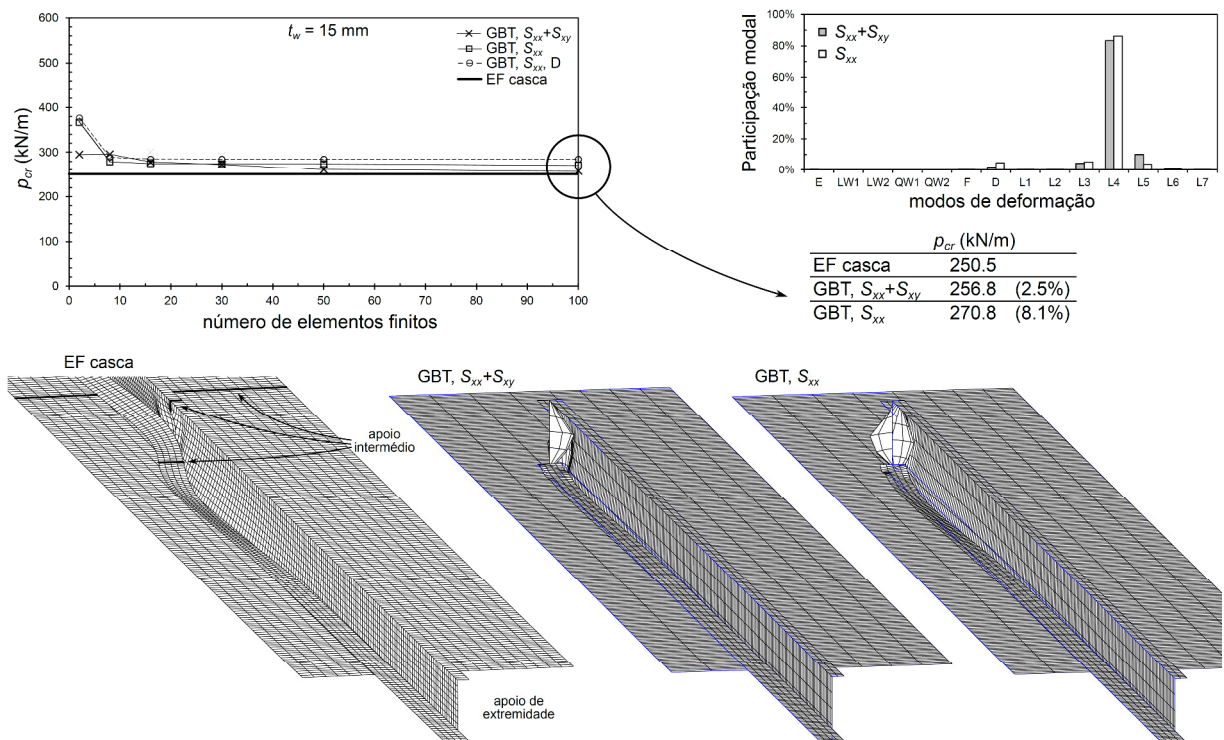 600
500
400
300
200
100
0
p_cr (kN/m)
0 10 20 30 40 50 60 70 80 90 100
número de elementos finitos
t_w = 15 mm
GBT, S_xx+S_xy
GBT, S_xx
GBT, S_xx, D
EF casca
100%
80%
60%
40%
20%
0%
Participação modal
S_xx+S_xy
S_xx
E LW1 LW2 QW1 QW2 F D L1 L2 L3 L4 L5 L6 L7
modos de deformação
p_cr (kN/m)
EF casca 250.5
GBT, S_xx+S_xy 256.8 (2.5%)
GBT, S_xx 270.8 (8.1%)
EF casca
apoio
intermédio
apoio de
extremidade
GBT, S_xx+S_xy
GBT, S_xx